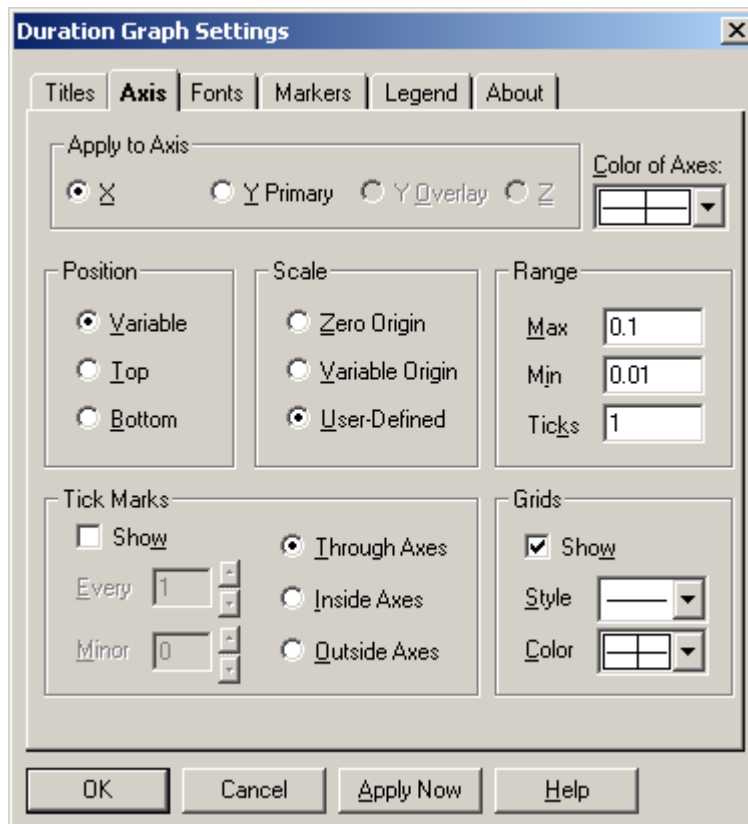 Duration Graph Settings
Titles Axis Fonts Markers Legend About
Apply to Axis
X Y Primary Y Overlay Z
Color of Axes:
Position
Variable
Top
Bottom
Scale
Zero Origin
Variable Origin
User-Defined
Range
Max 0.1
Min 0.01
Ticks 1
Tick Marks
Show
Every 1
Minor 0
Through Axes
Inside Axes
Outside Axes
Grids
Show
Style
Color
OK Cancel Apply Now Help